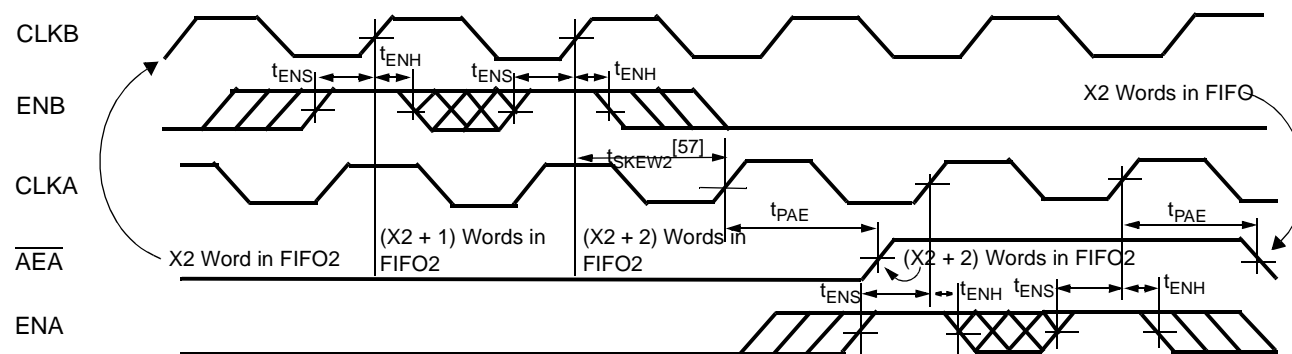 CLKB
tENH
tENS
tENS
tENH
ENB
X2 Words in FIFO
[57]
tSKEW2
CLKA
tPAE
tPAE
(X2 + 1) Words in
FIFO2
(X2 + 2) Words in
FIFO2
AEA
X2 Word in FIFO2
(X2 + 2) Words in FIFO2
tENS
tENH
tENS
tENH
ENA